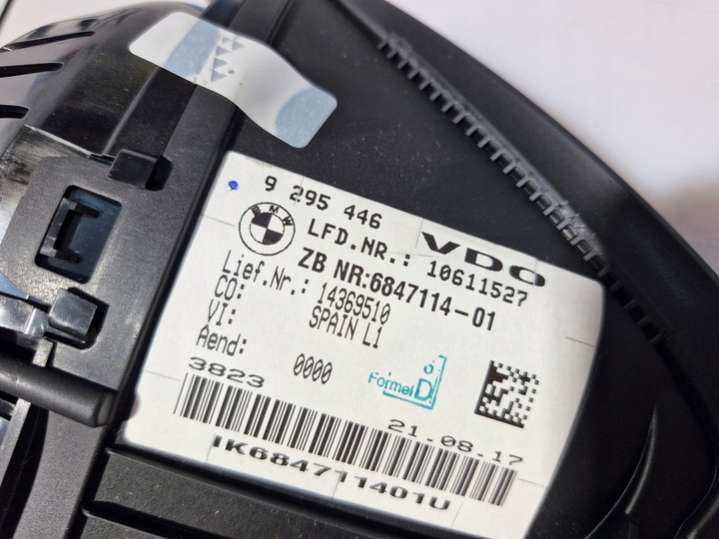 9 295 446
BMW
VDO
LFD.NR.: 10611527
ZB NR:6847114-01
Lief.Nr.: 14369510
CO: SPAIN L1
VI:
Aend: 0000
3823
Formel D
21.08.17
IK684711401U